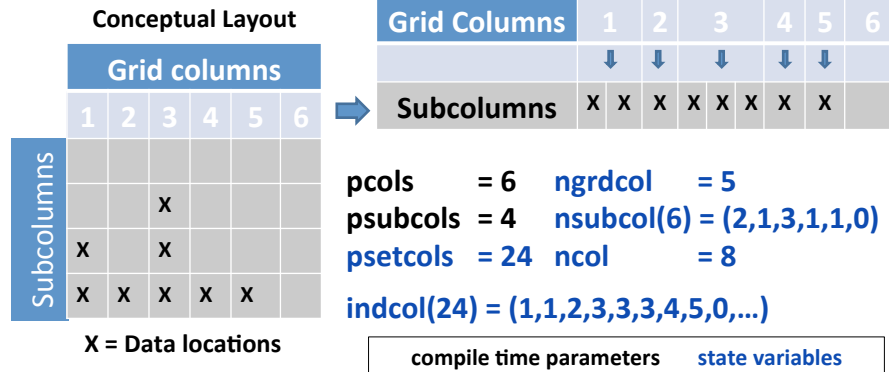 Conceptual Layout
Grid columns
1 2 3 4 5 6
Subcolumns
X
X X
X X X X X
X = Data locations
Grid Columns 1 2 3 4 5 6
Subcolumns X X X X X X X X
pcols = 6 ngrdcol = 5
psubcols = 4 nsubcol(6) = (2,1,3,1,1,0)
psetcols = 24 ncol = 8
indcol(24) = (1,1,2,3,3,3,4,5,0,...)
compile time parameters state variables